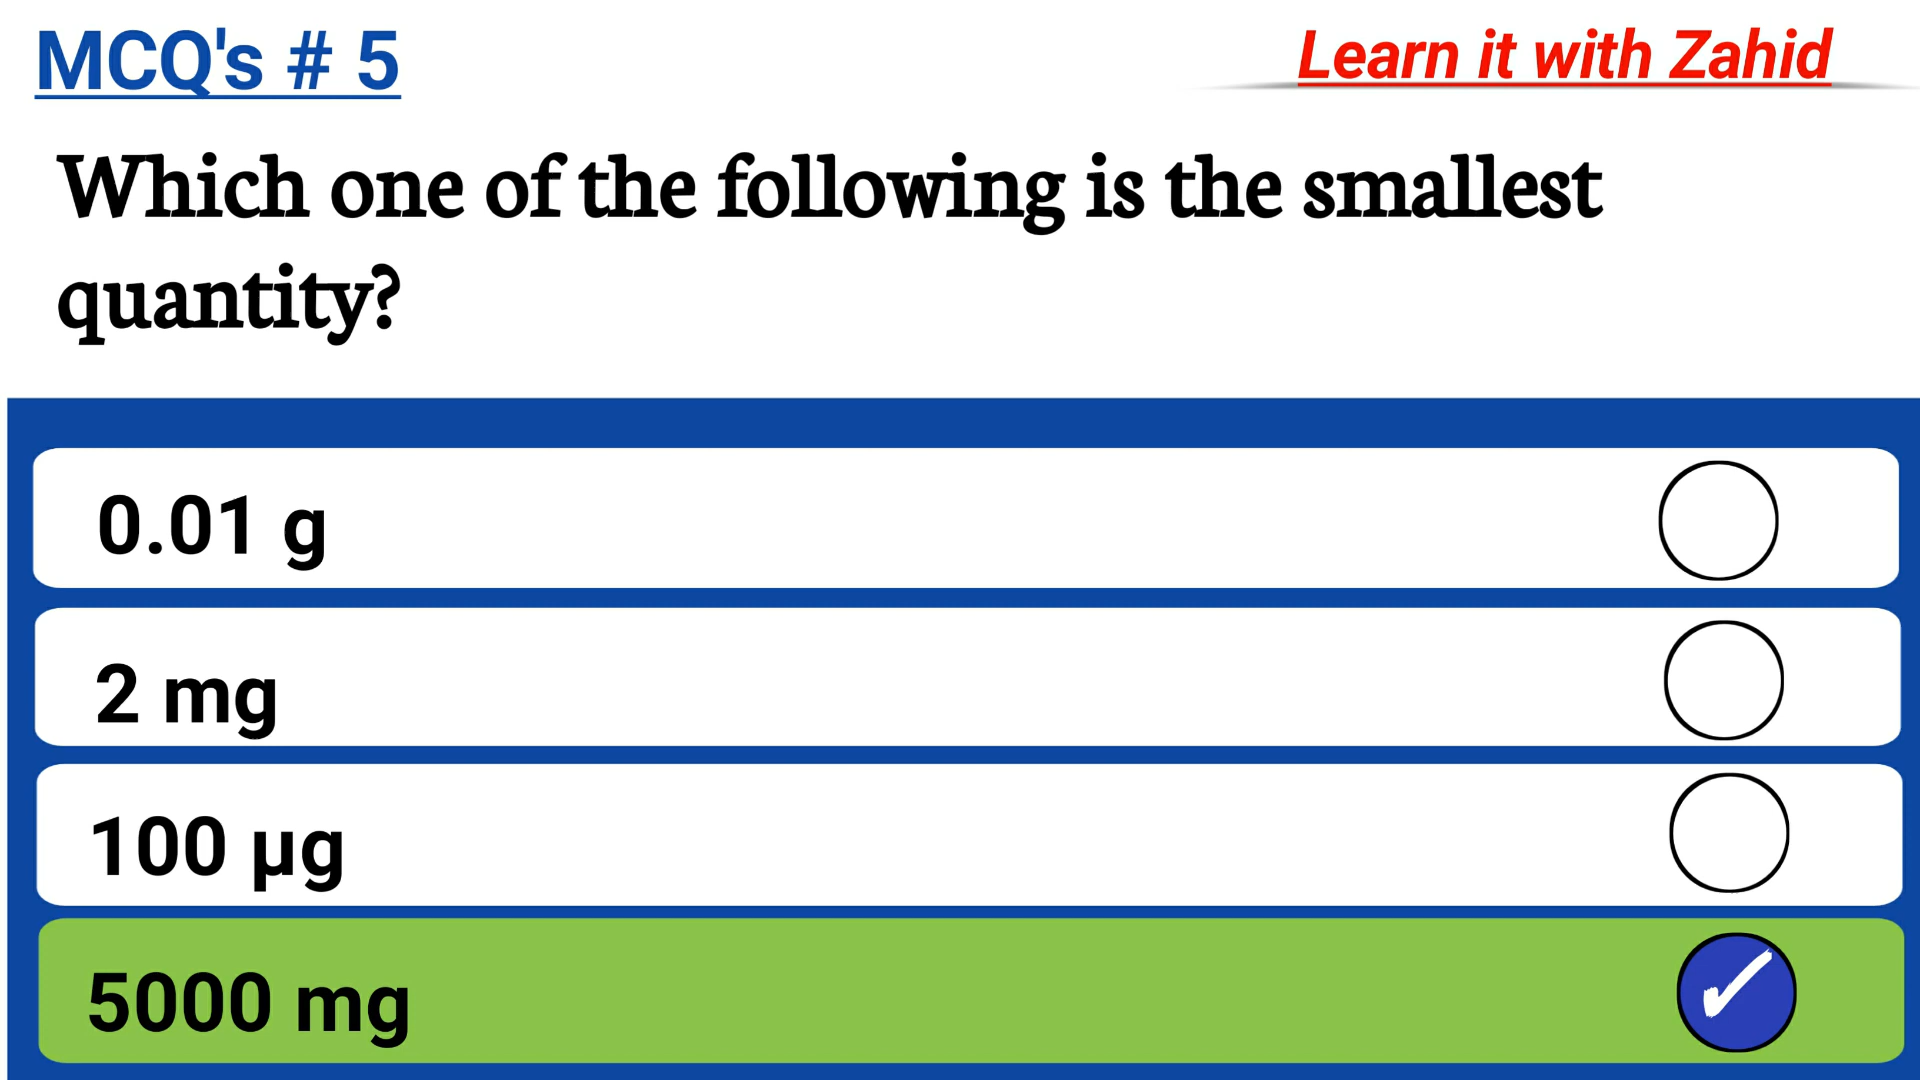 MCQ's # 5
Learn it with Zahid
Which one of the following is the smallest
quantity?
0.01 g
2 mg
100 µg
5000 mg